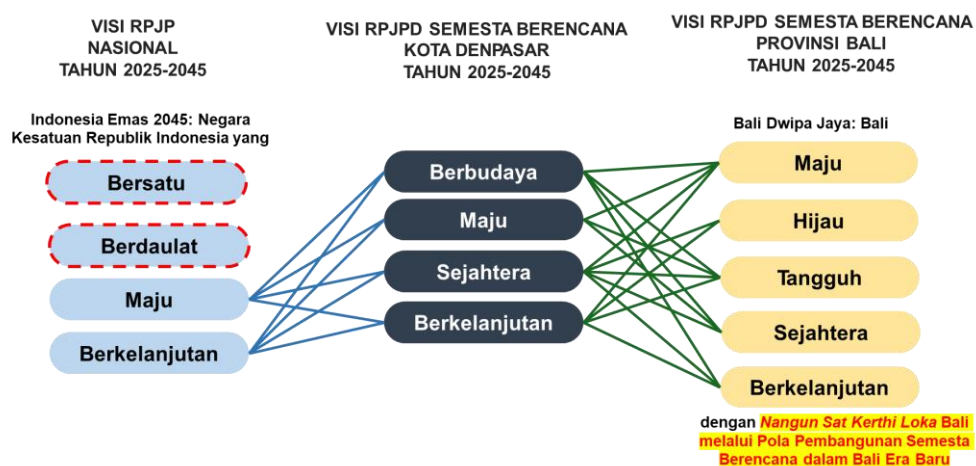 VISI RPJP
NASIONAL
TAHUN 2025-2045
Indonesia Emas 2045: Negara
Kesatuan Republik Indonesia yang
Bersatu
Berdaulat
Maju
Berkelanjutan
VISI RPJPD SEMESTA BERENCANA
KOTA DENPASAR
TAHUN 2025-2045
Berbudaya
Maju
Sejahtera
Berkelanjutan
VISI RPJPD SEMESTA BERENCANA
PROVINSI BALI
TAHUN 2025-2045
Bali Dwipa Jaya: Bali
Maju
Hijau
Tangguh
Sejahtera
Berkelanjutan
dengan Nangun Sat Kerthi Loka Bali
melalui Pola Pembangunan Semesta
Berencana dalam Bali Era Baru